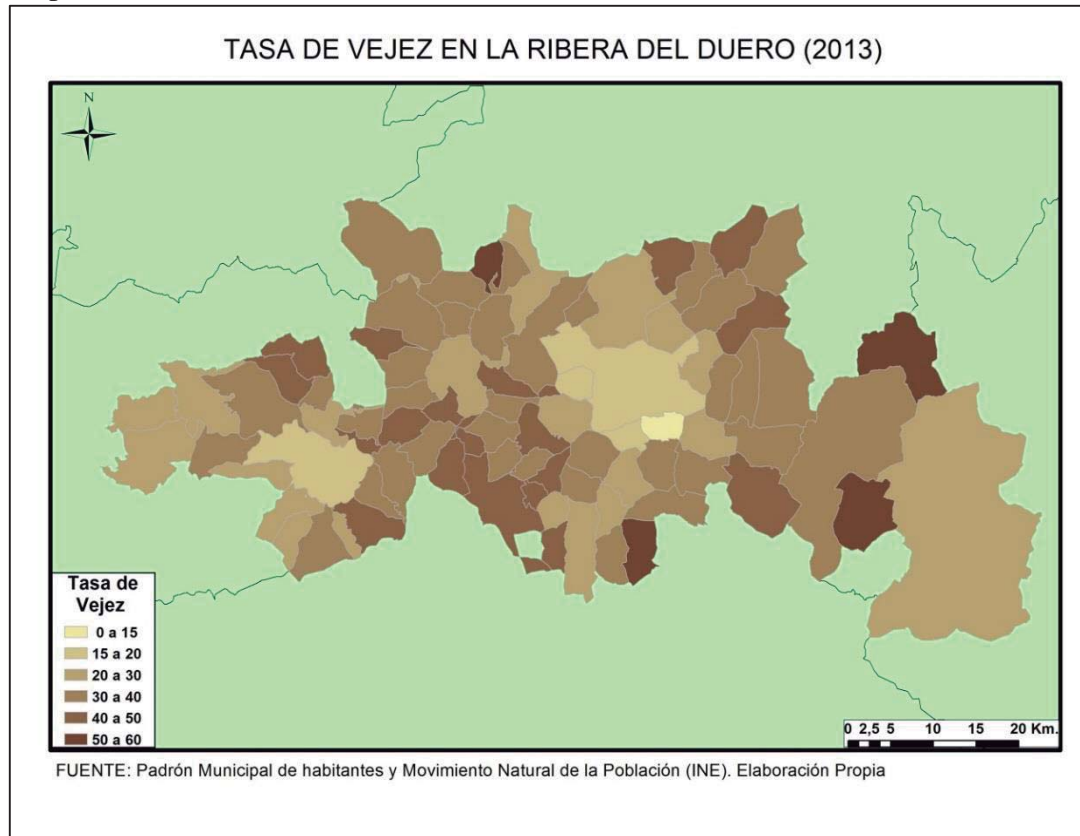 TASA DE VEJEZ EN LA RIBERA DEL DUERO (2013)
N
Tasa de
Vejez
0 a 15
15 a 20
20 a 30
30 a 40
40 a 50
50 a 60
0 2,5 5 10 15 20 Km.
FUENTE: Padrón Municipal de habitantes y Movimiento Natural de la Población (INE). Elaboración Propia